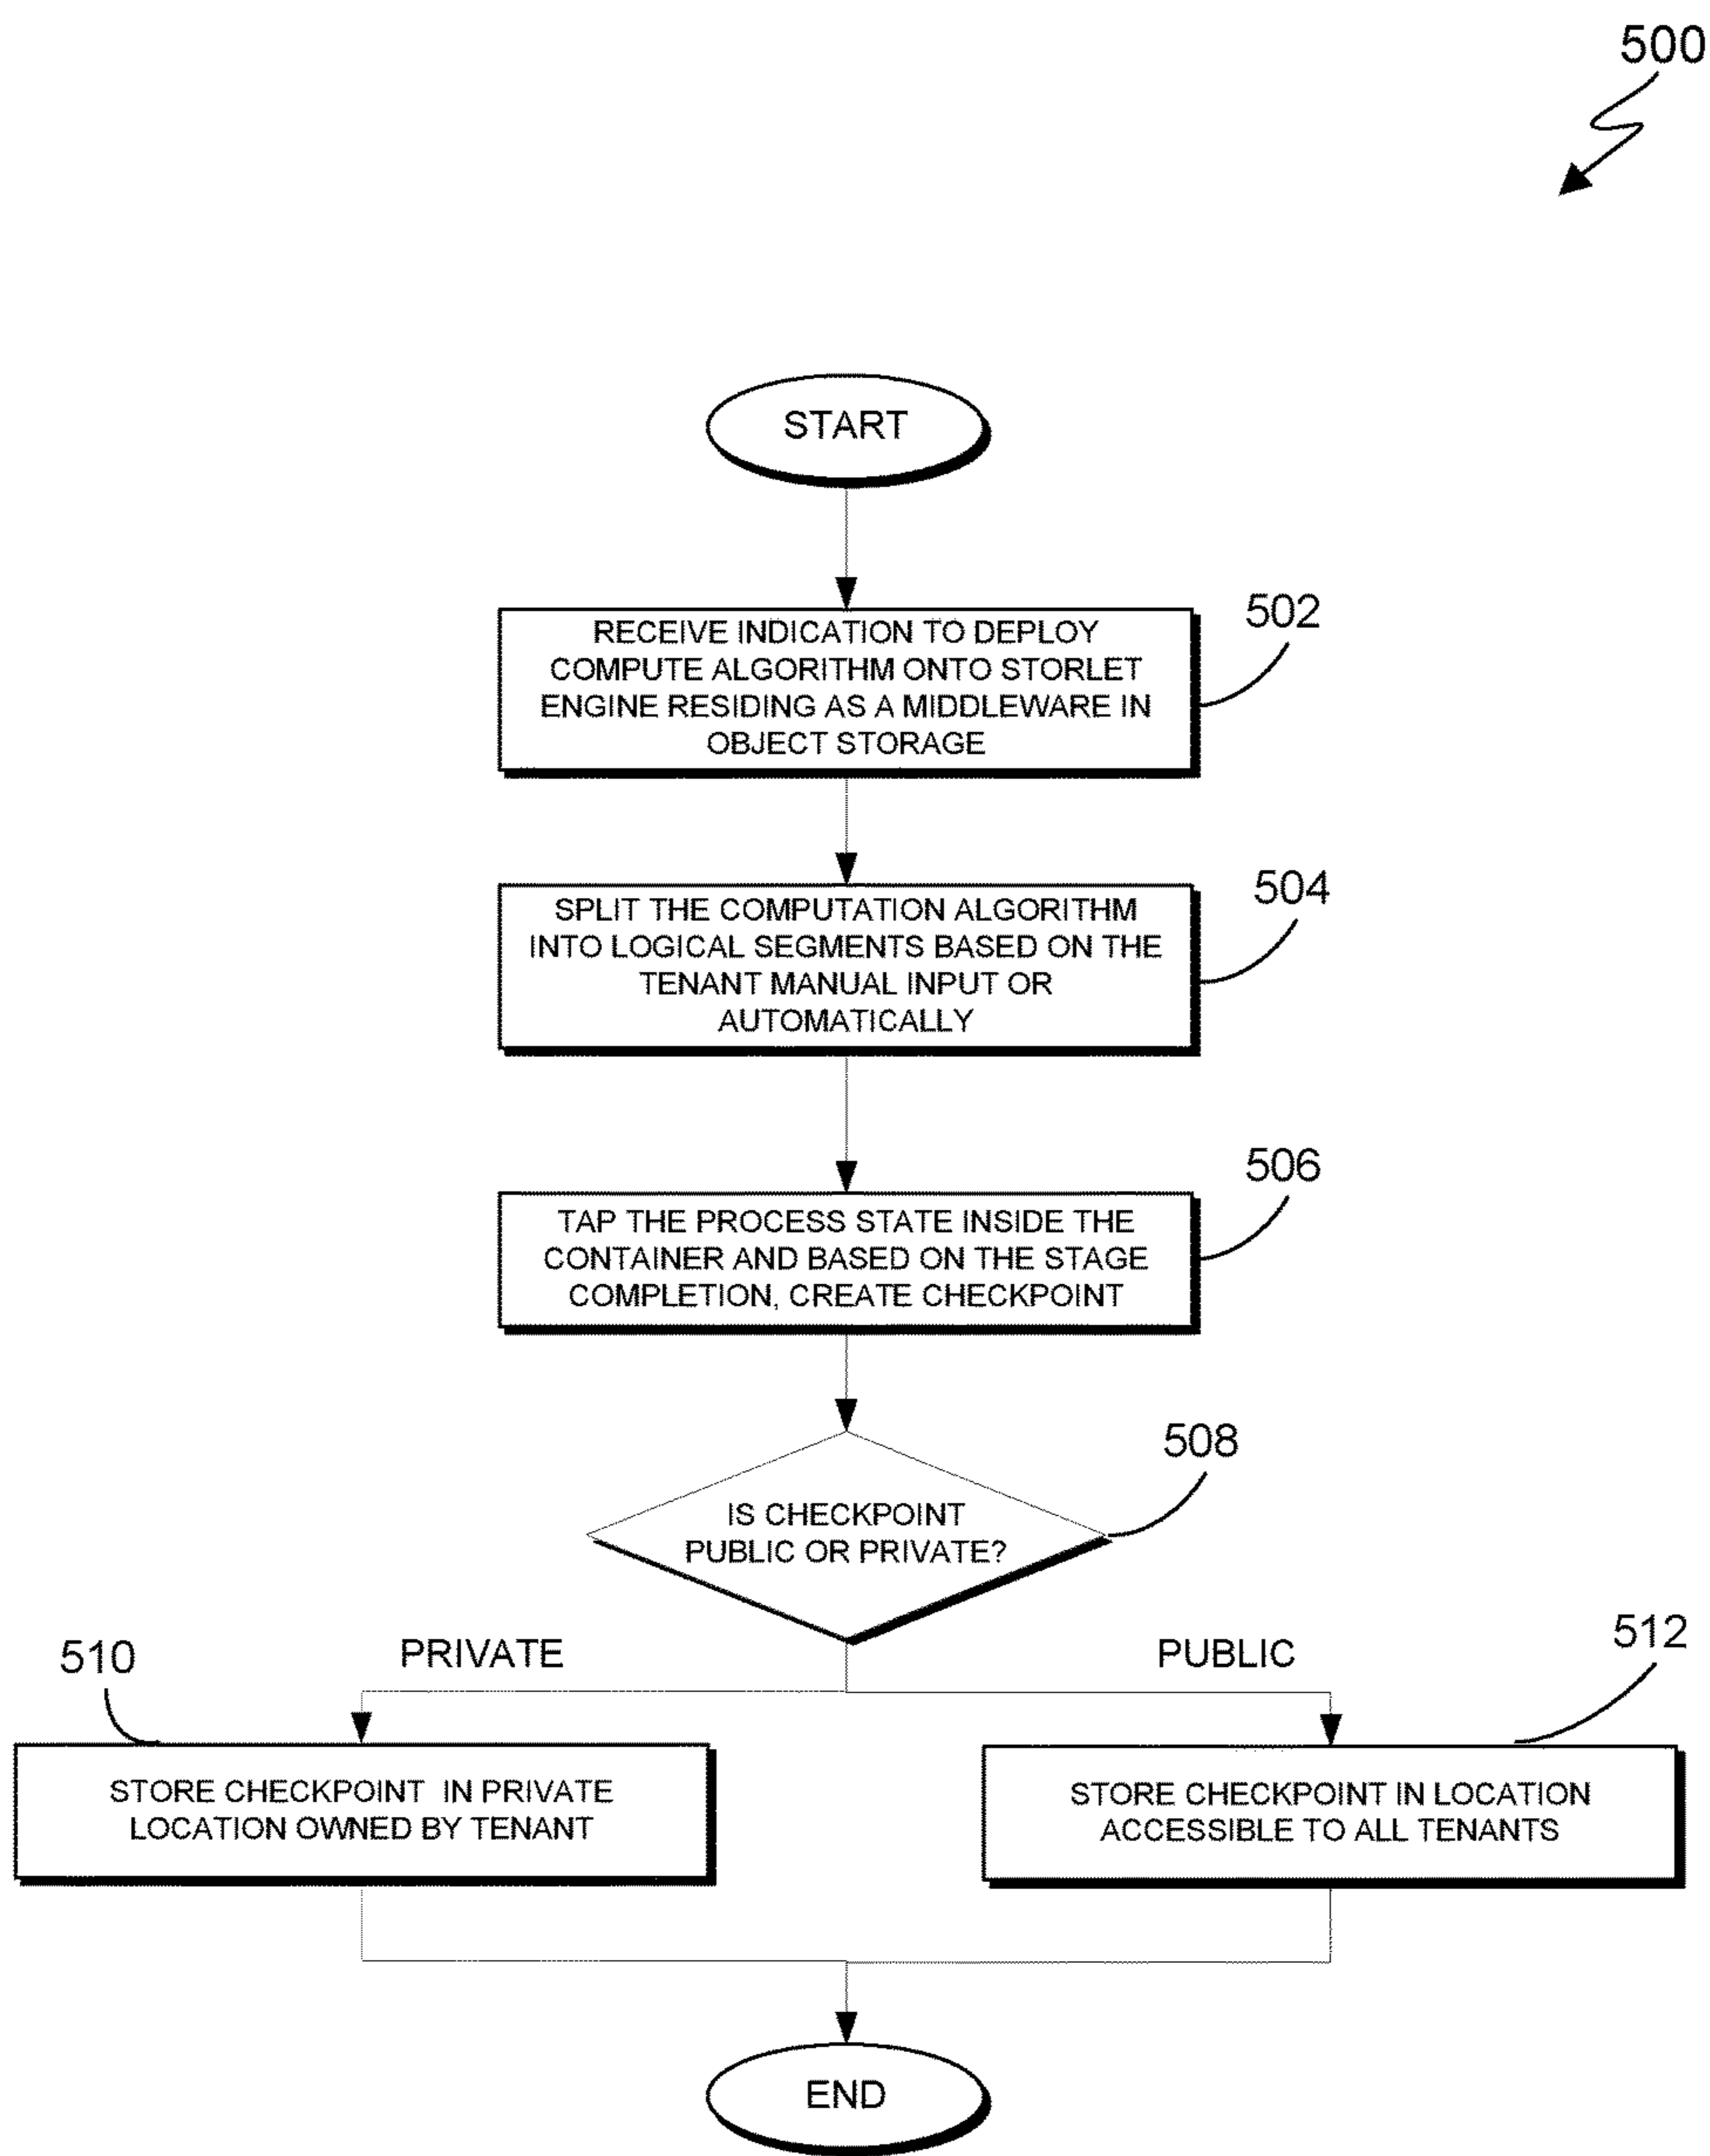 500
START
RECEIVE INDICATION TO DEPLOY
COMPUTE ALGORITHM ONTO STORLET
ENGINE RESIDING AS A MIDDLEWARE IN
OBJECT STORAGE
502
SPLIT THE COMPUTATION ALGORITHM
INTO LOGICAL SEGMENTS BASED ON THE
TENANT MANUAL INPUT OR
AUTOMATICALLY
504
TAP THE PROCESS STATE INSIDE THE
CONTAINER AND BASED ON THE STAGE
COMPLETION, CREATE CHECKPOINT
506
IS CHECKPOINT
PUBLIC OR PRIVATE?
508
PRIVATE
PUBLIC
510
STORE CHECKPOINT IN PRIVATE
LOCATION OWNED BY TENANT
512
STORE CHECKPOINT IN LOCATION
ACCESSIBLE TO ALL TENANTS
END